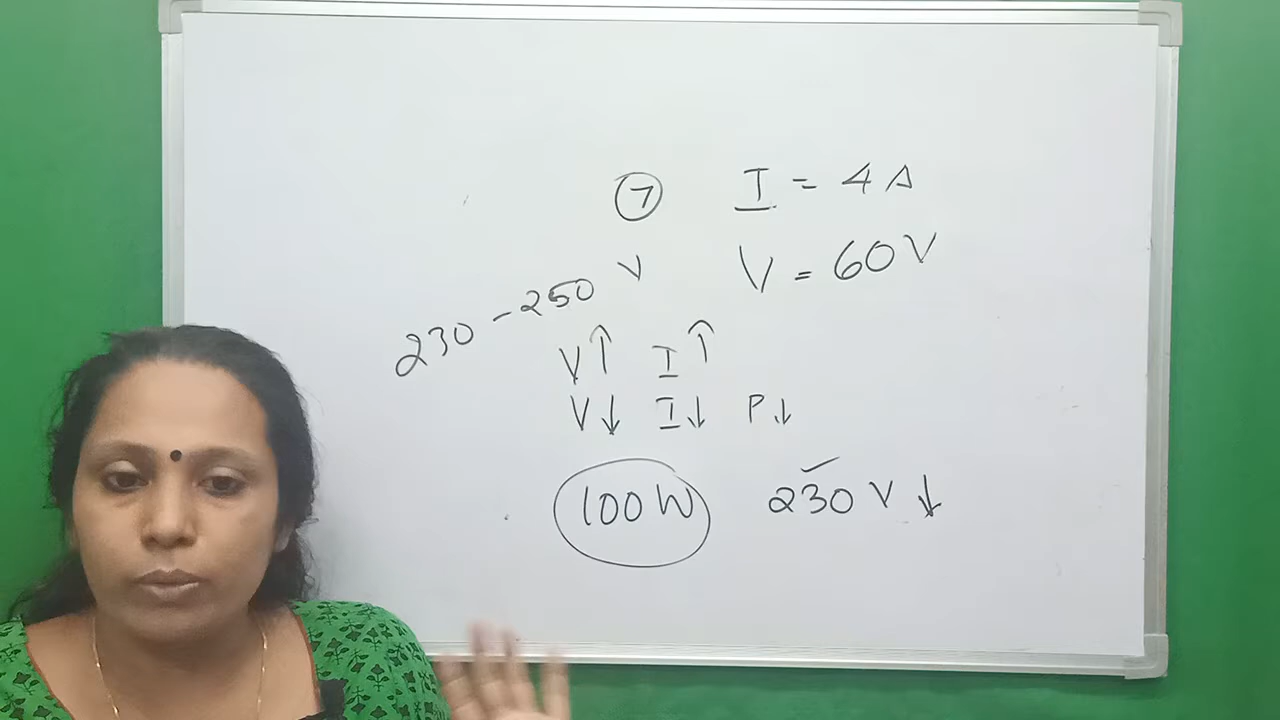 7 I = 4A
V = 60V
230 - 250 V
V↑ I↑
V↓ I↓ P↓
100W 230V ↓